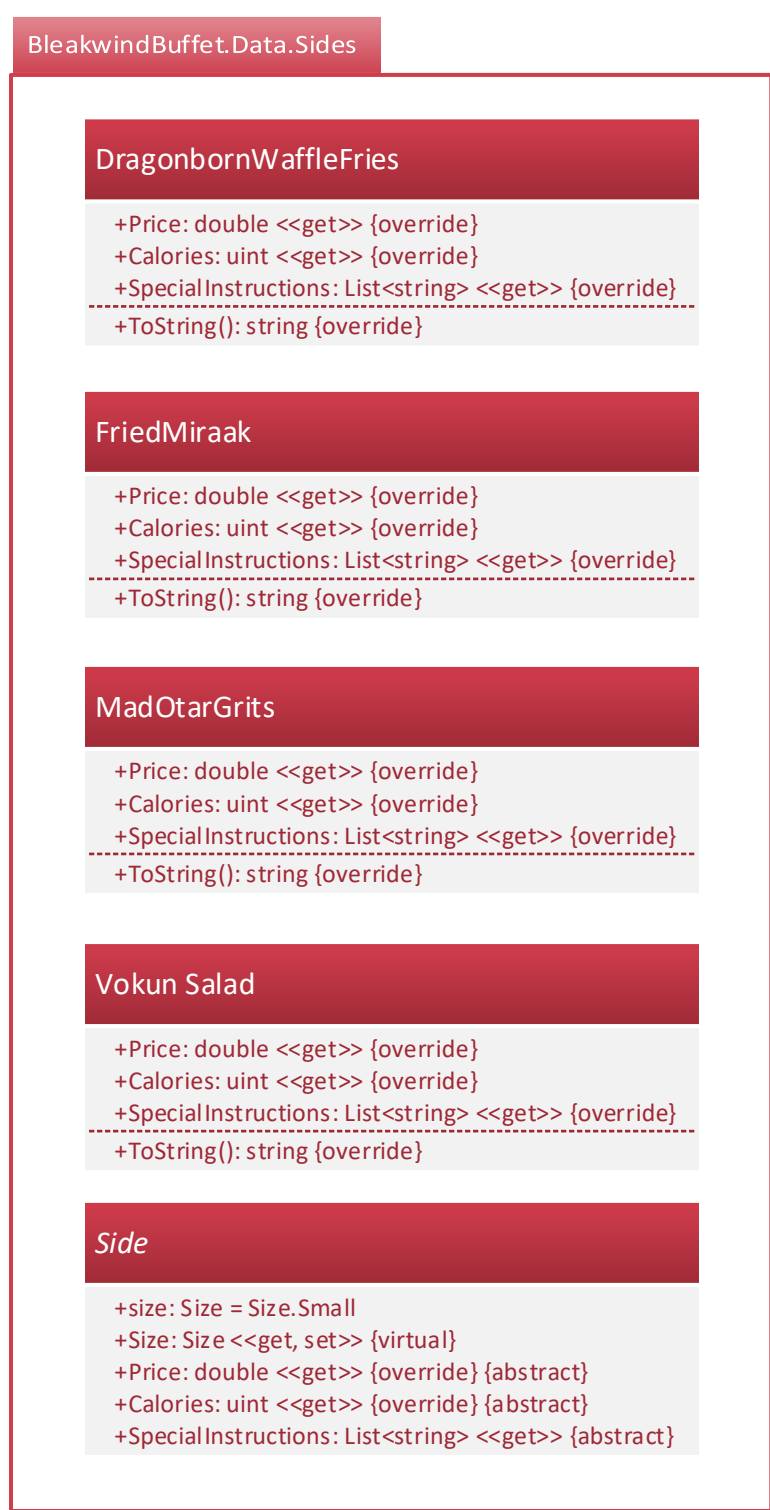 BleakwindBuffet.Data.Sides
DragonbornWaffleFries
+Price: double <<get>> {override}
+Calories: uint <<get>> {override}
+SpecialInstructions: List<string> <<get>> {override}
+ToString(): string {override}
FriedMiraak
+Price: double <<get>> {override}
+Calories: uint <<get>> {override}
+SpecialInstructions: List<string> <<get>> {override}
+ToString(): string {override}
MadOtarGrits
+Price: double <<get>> {override}
+Calories: uint <<get>> {override}
+SpecialInstructions: List<string> <<get>> {override}
+ToString(): string {override}
Vokun Salad
+Price: double <<get>> {override}
+Calories: uint <<get>> {override}
+SpecialInstructions: List<string> <<get>> {override}
+ToString(): string {override}
Side
+size: Size = Size.Small
+Size: Size <<get, set>> {virtual}
+Price: double <<get>> {override} {abstract}
+Calories: uint <<get>> {override} {abstract}
+SpecialInstructions: List<string> <<get>> {abstract}